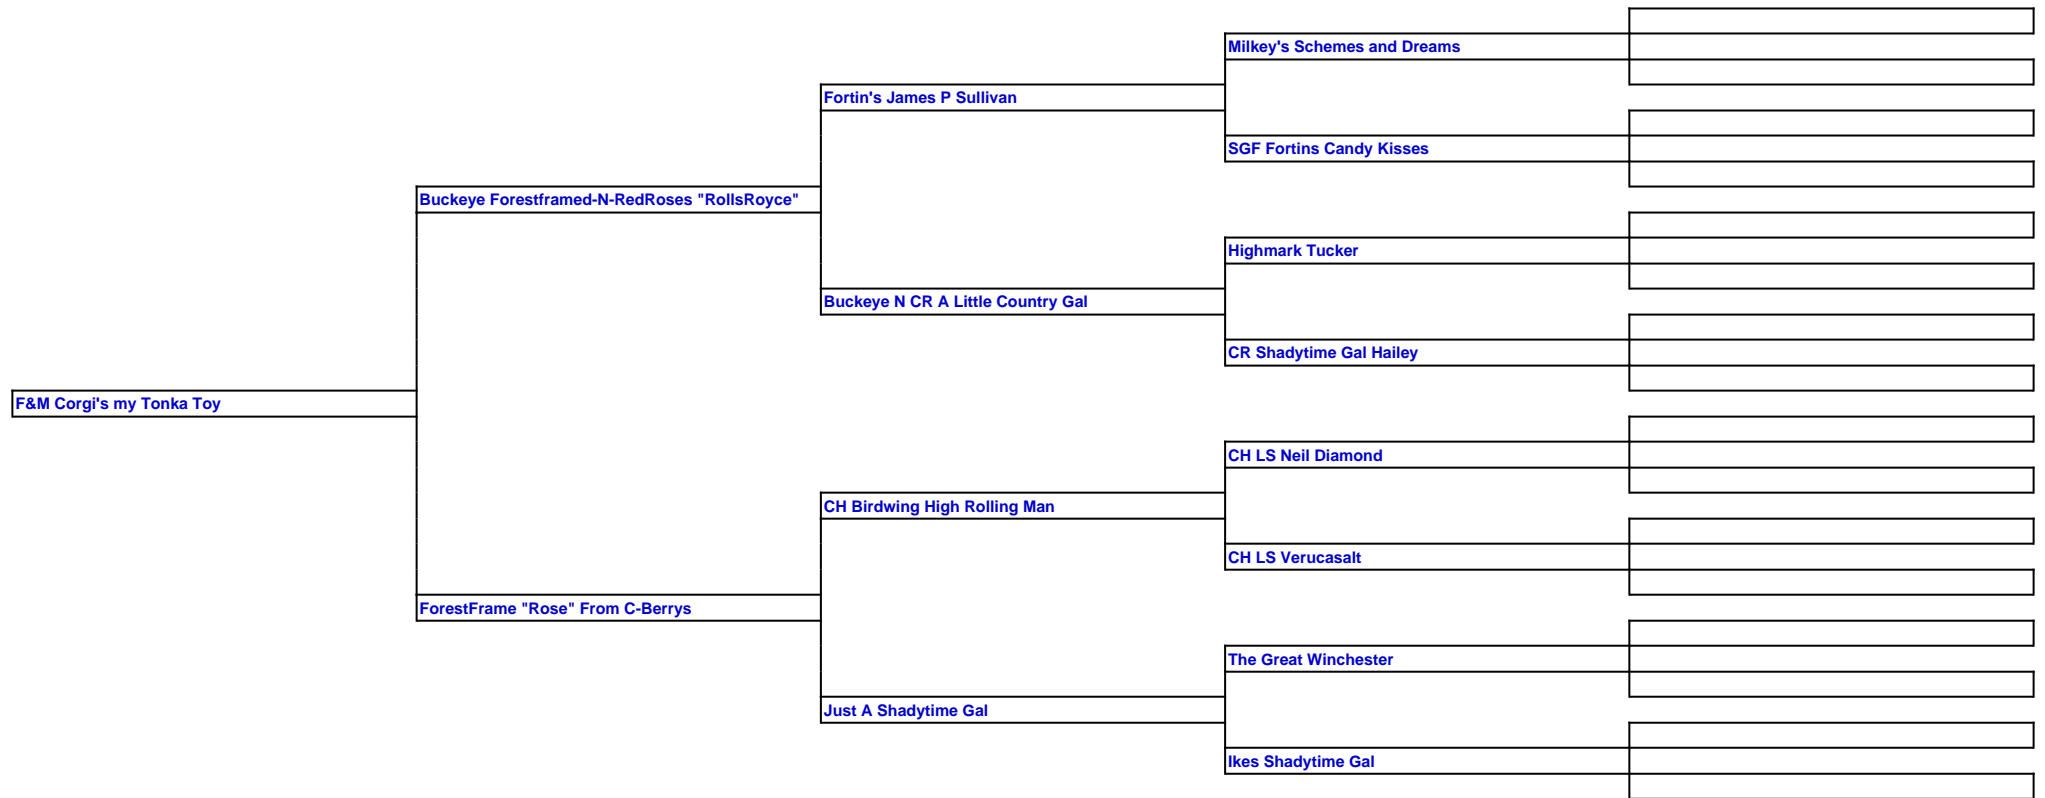 Milkey's Schemes and Dreams
Fortin's James P Sullivan
SGF Fortins Candy Kisses
Buckeye Forestframed-N-RedRoses "RollsRoyce"
Highmark Tucker
Buckeye N CR A Little Country Gal
CR Shadytime Gal Hailey
F&M Corgi's my Tonka Toy
CH LS Neil Diamond
CH Birdwing High Rolling Man
CH LS Verucasalt
ForestFrame "Rose" From C-Berrys
The Great Winchester
Just A Shadytime Gal
Ikes Shadytime Gal